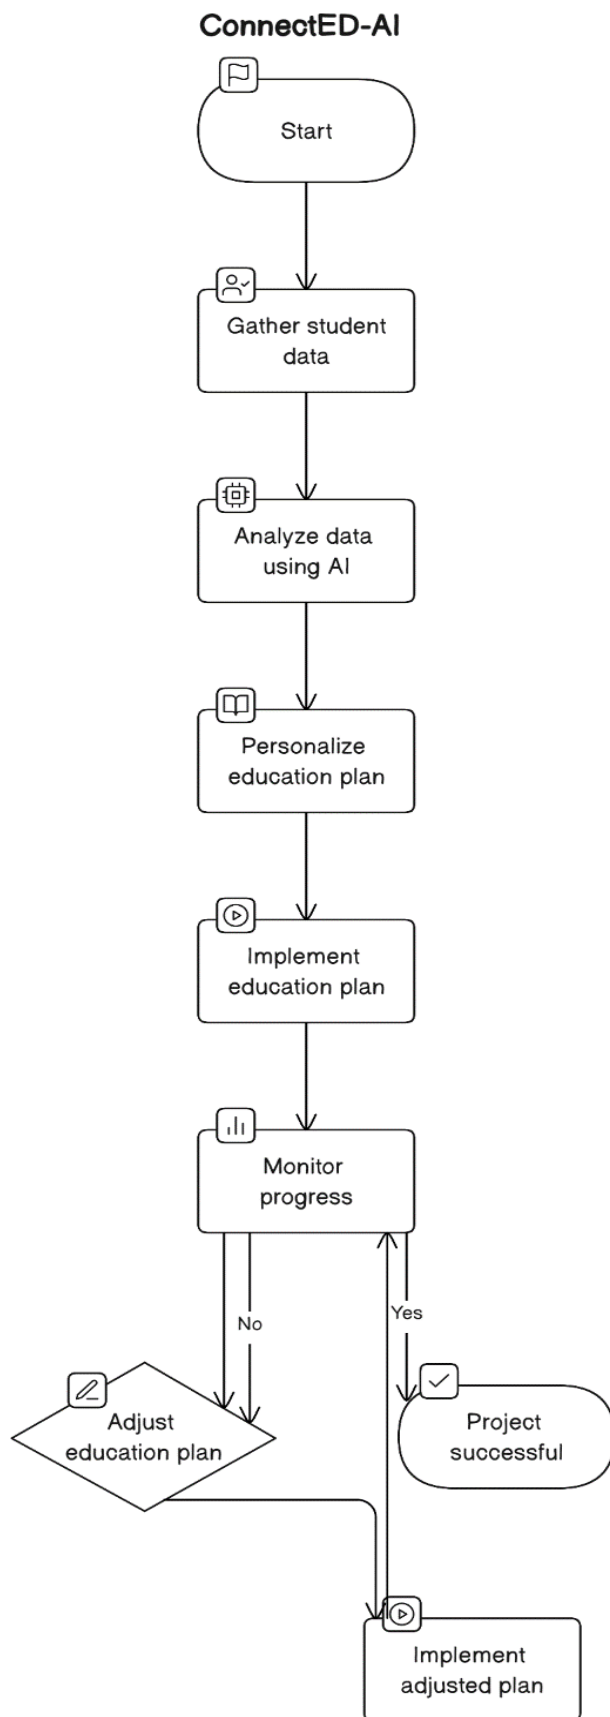 ConnectED-AI
Start
Gather student
data
Analyze data
using AI
Personalize
education plan
Implement
education plan
Monitor
progress
No
Yes
Adjust
education plan
Project
successful
Implement
adjusted plan